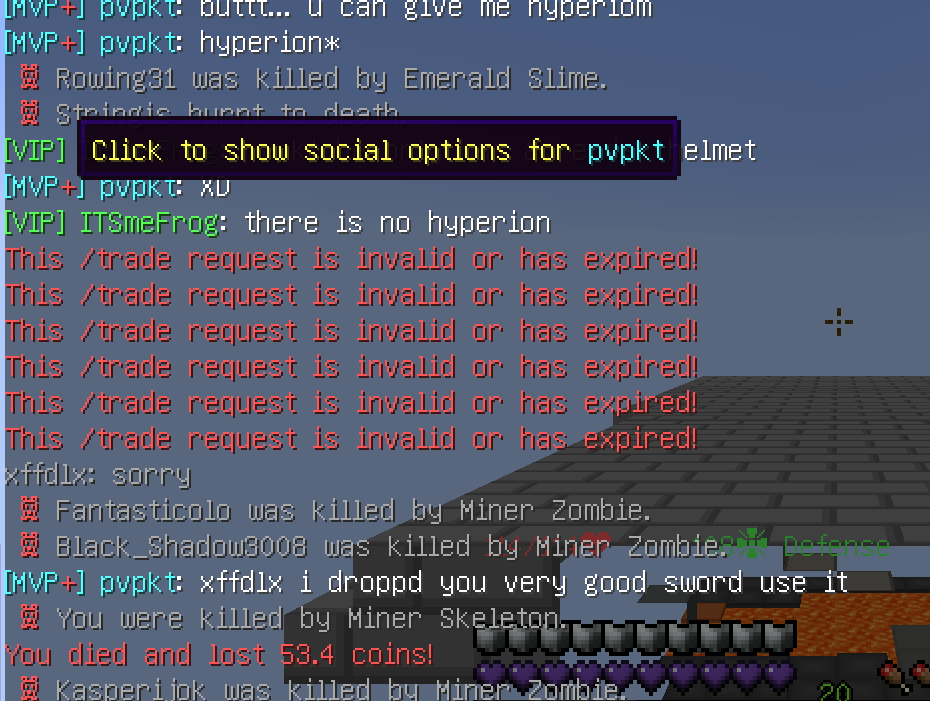 [MVP+] pvpkt: buttt... u can give me hyperiom
[MVP+] pvpkt: hyperion*
Rowing31 was killed by Emerald Slime.
Stringis burnt to death.
[VIP] elmet
Click to show social options for pvpkt
[MVP+] pvpkt: XD
[VIP] ITSmeFrog: there is no hyperion
This /trade request is invalid or has expired!
This /trade request is invalid or has expired!
This /trade request is invalid or has expired!
This /trade request is invalid or has expired!
This /trade request is invalid or has expired!
This /trade request is invalid or has expired!
xffdlx: sorry
Fantasticolo was killed by Miner Zombie.
Black_Shadow3008 was killed by Miner Zombie.
Defense
[MVP+] pvpkt: xffdlx i droppd you very good sword use it
You were killed by Miner Skeleton.
You died and lost 53.4 coins!
Kasperijok was killed by Miner Zombie.
20